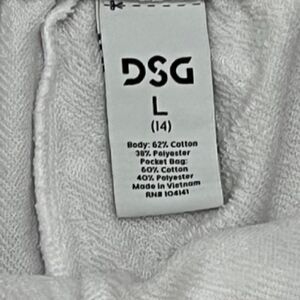 DSG
L
(14)
Body: 62% Cotton
38% Polyester
Pocket Bag:
60% Cotton
40% Polyester
Made in Vietnam
RN# 104141